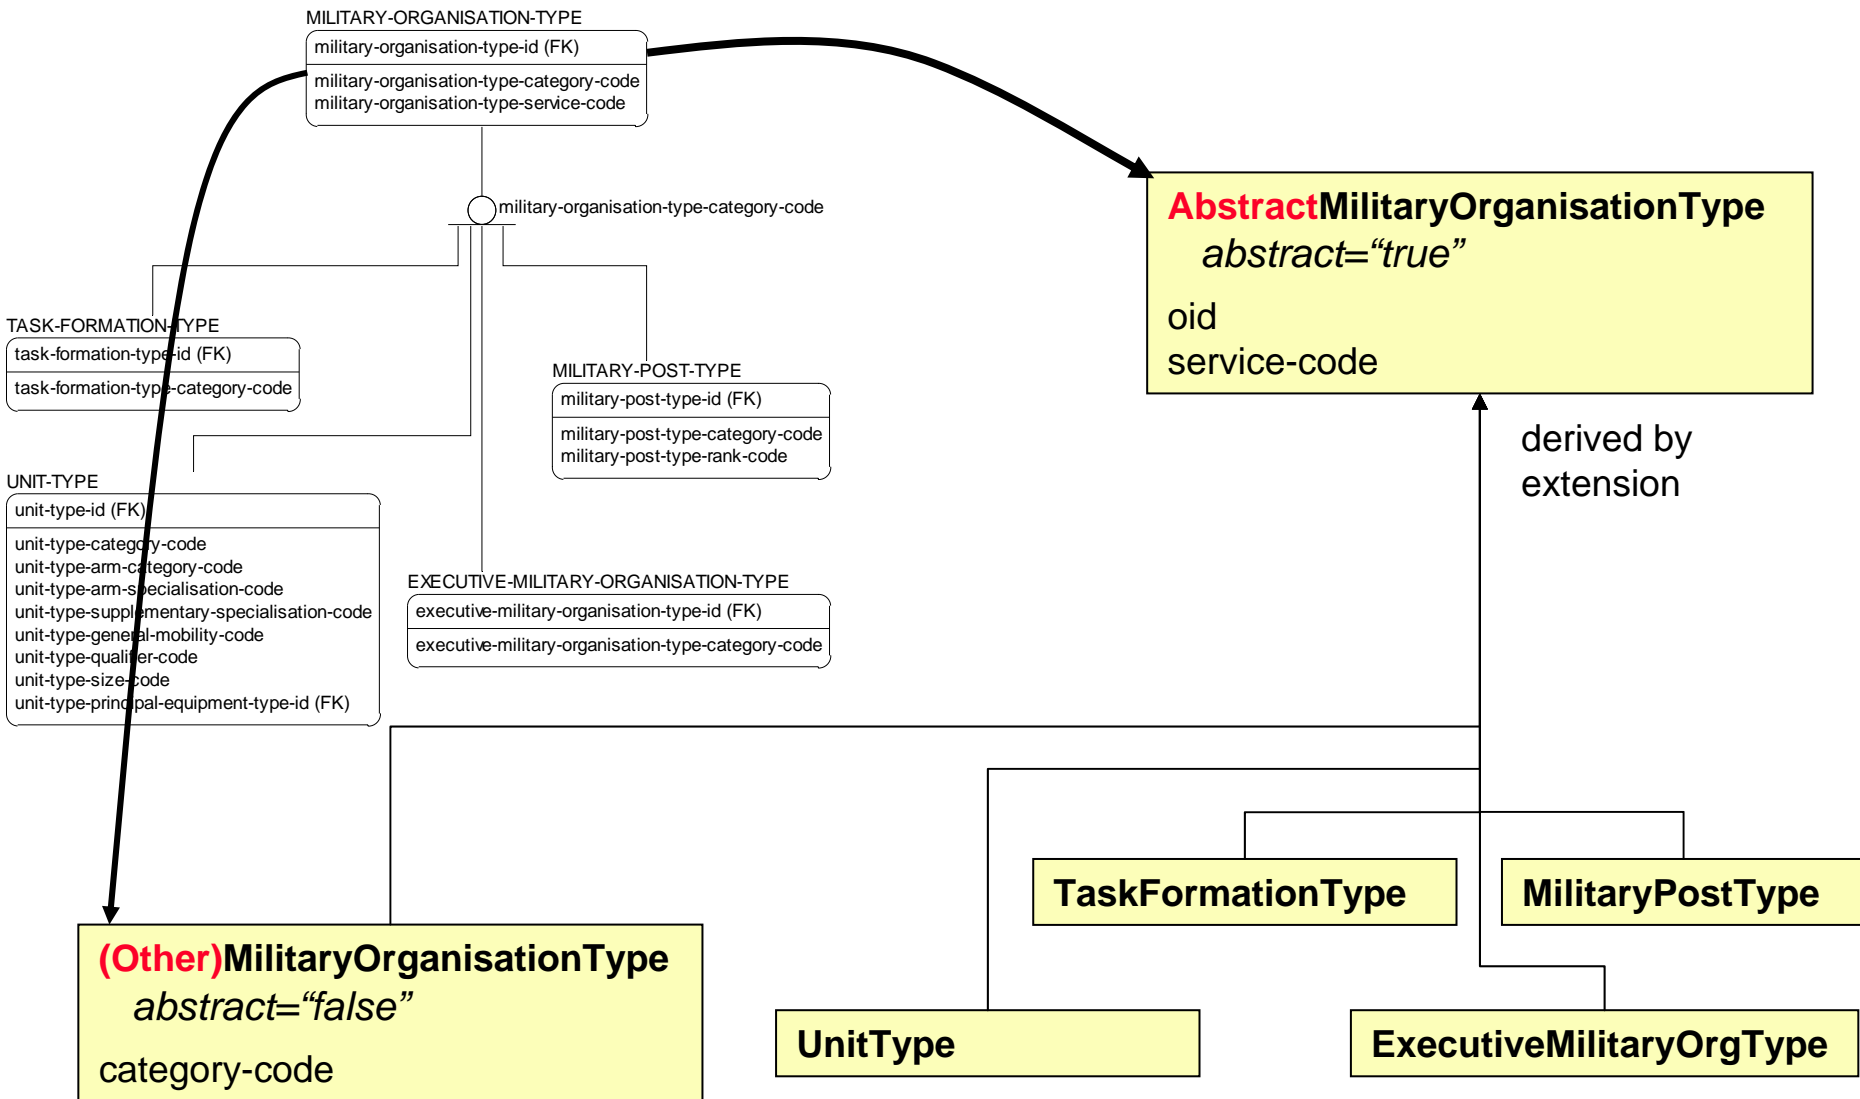 MILITARY-ORGANISATION-TYPE
military-organisation-type-id (FK)
military-organisation-type-category-code
military-organisation-type-service-code
military-organisation-type-category-code
TASK-FORMATION-TYPE
task-formation-type-id (FK)
task-formation-type-category-code
MILITARY-POST-TYPE
military-post-type-id (FK)
military-post-type-category-code
military-post-type-rank-code
UNIT-TYPE
unit-type-id (FK)
unit-type-category-code
unit-type-arm-category-code
unit-type-arm-specialisation-code
unit-type-supplementary-specialisation-code
unit-type-general-mobility-code
unit-type-qualifier-code
unit-type-size-code
unit-type-principal-equipment-type-id (FK)
EXECUTIVE-MILITARY-ORGANISATION-TYPE
executive-military-organisation-type-id (FK)
executive-military-organisation-type-category-code
AbstractMilitaryOrganisationType
abstract=“true”
oid
service-code
derived by
extension
TaskFormationType
MilitaryPostType
(Other)MilitaryOrganisationType
abstract=“false”
category-code
UnitType
ExecutiveMilitaryOrgType